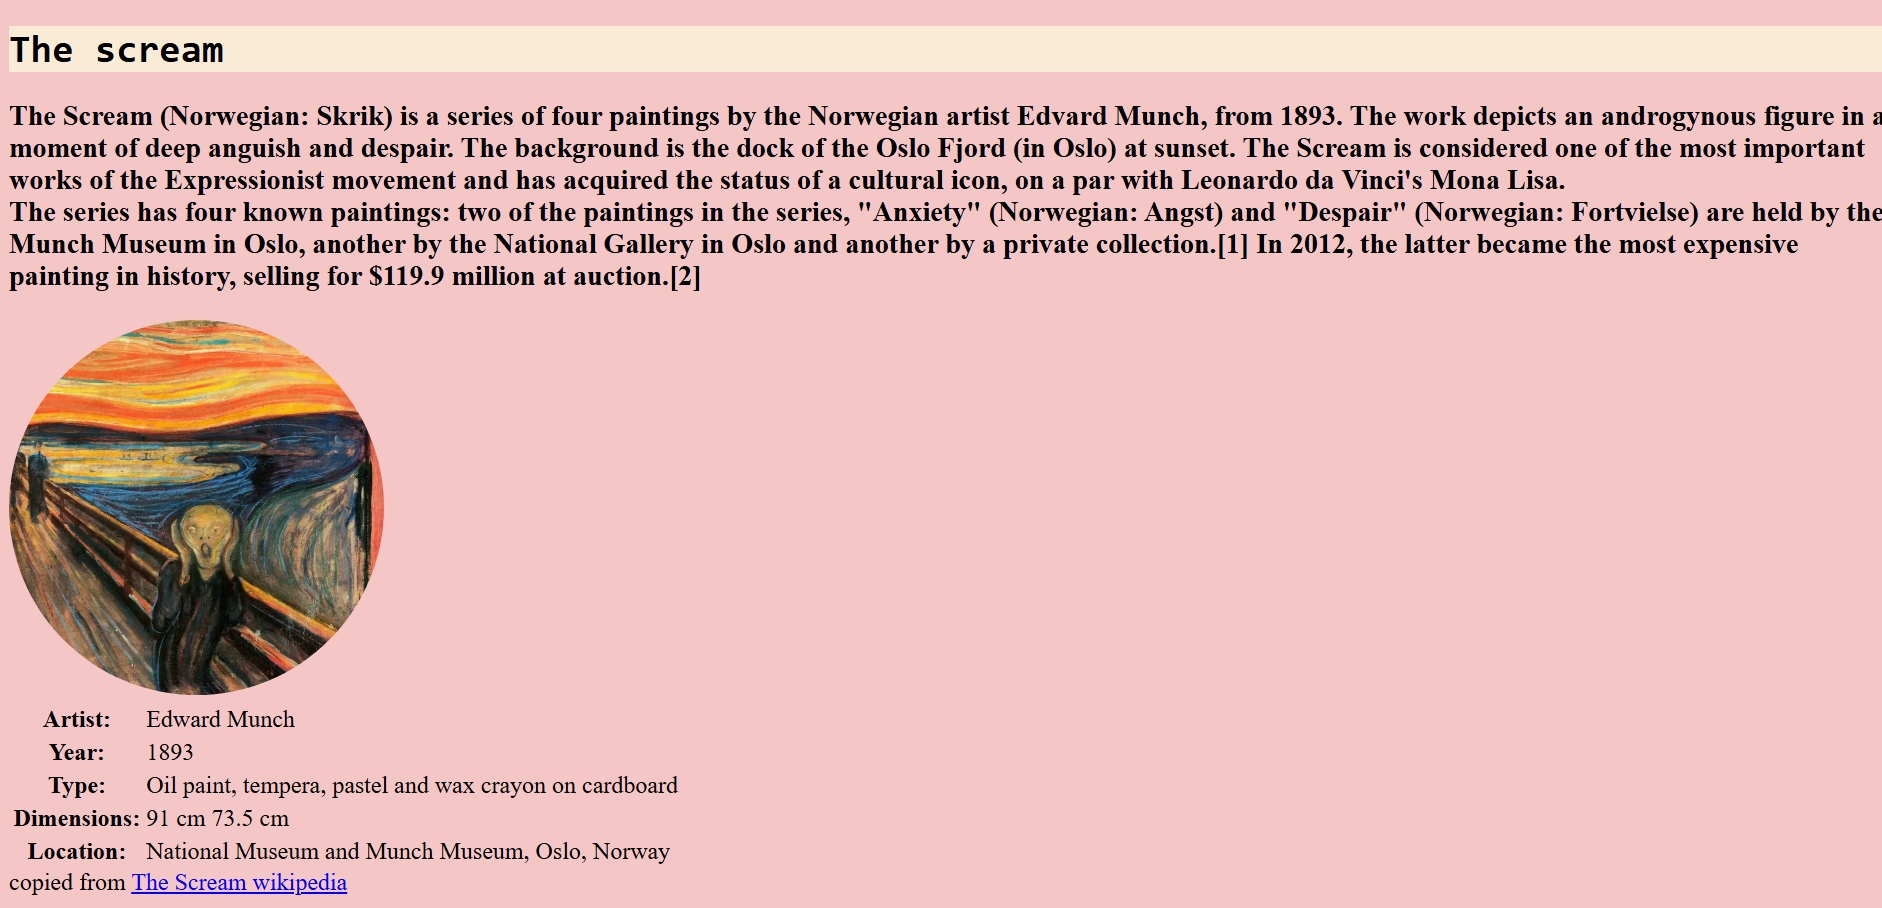 The scream
The Scream (Norwegian: Skrik) is a series of four paintings by the Norwegian artist Edvard Munch, from 1893. The work depicts an androgynous figure in a
moment of deep anguish and despair. The background is the dock of the Oslo Fjord (in Oslo) at sunset. The Scream is considered one of the most important
works of the Expressionist movement and has acquired the status of a cultural icon, on a par with Leonardo da Vinci's Mona Lisa.
The series has four known paintings: two of the paintings in the series, "Anxiety" (Norwegian: Angst) and "Despair" (Norwegian: Fortvielse) are held by the
Munch Museum in Oslo, another by the National Gallery in Oslo and another by a private collection.[1] In 2012, the latter became the most expensive
painting in history, selling for $119.9 million at auction.[2]
Artist: Edward Munch
Year: 1893
Type: Oil paint, tempera, pastel and wax crayon on cardboard
Dimensions: 91 cm 73.5 cm
Location: National Museum and Munch Museum, Oslo, Norway
copied from The Scream wikipedia